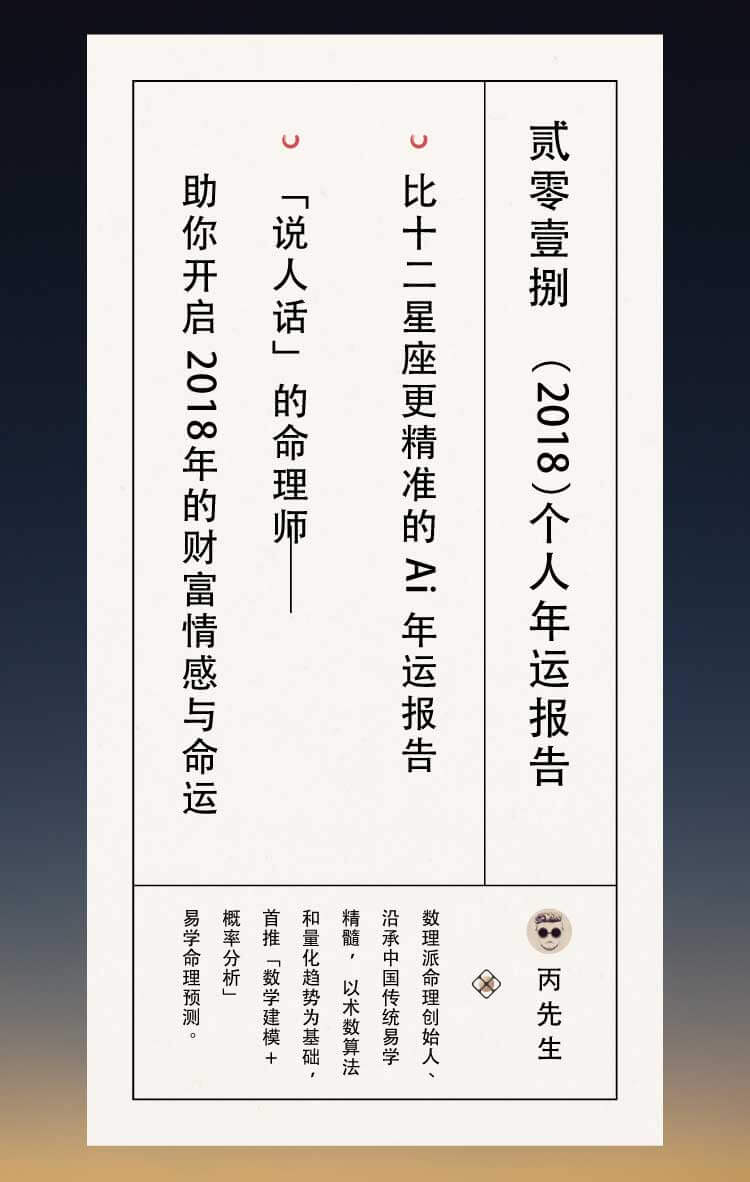 贰零壹捌 （2018）个人年运报告
比十二星座更精准的 Ai 年运报告
「说人话」的命理师——
助你开启 2018年的财富情感与命运
丙先生
数理派命理创始人、
沿承中国传统易学
精髓，以术数算法
和量化趋势为基础，
首推「数学建模+
概率分析」
易学命理预测。